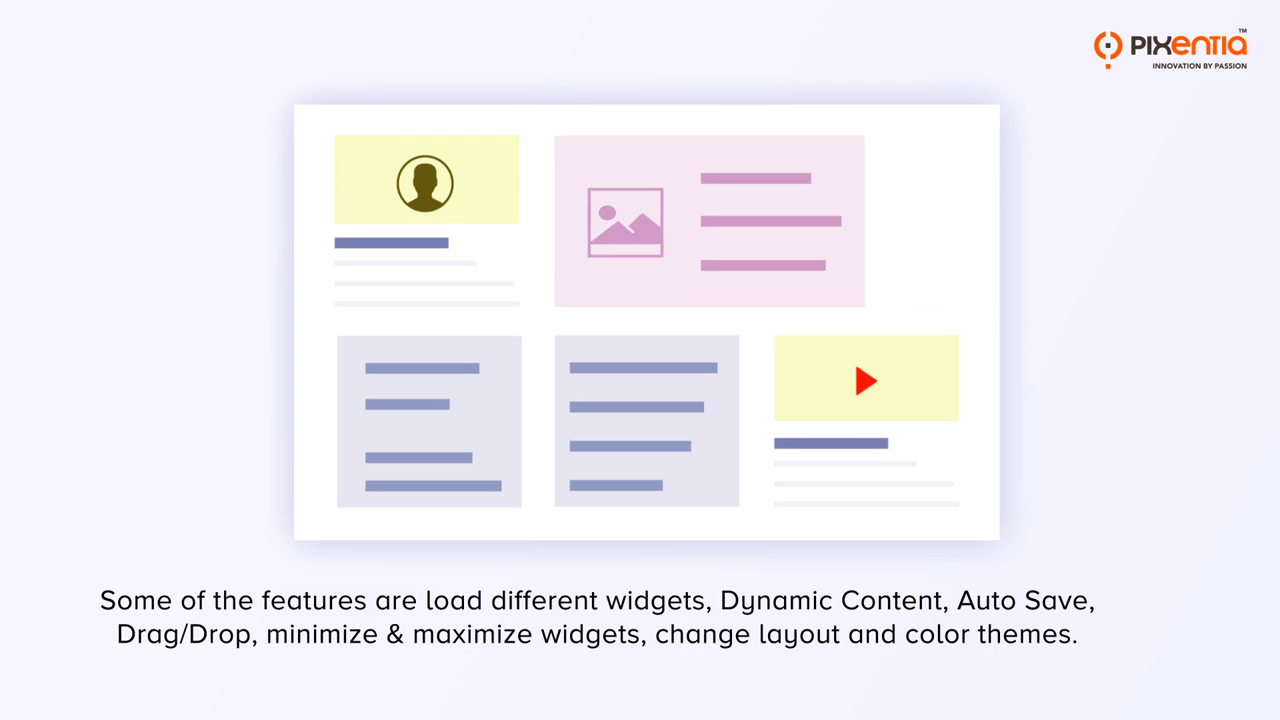 PIXENTIA™
INNOVATION BY PASSION
Some of the features are load different widgets, Dynamic Content, Auto Save,
Drag/Drop, minimize & maximize widgets, change layout and color themes.